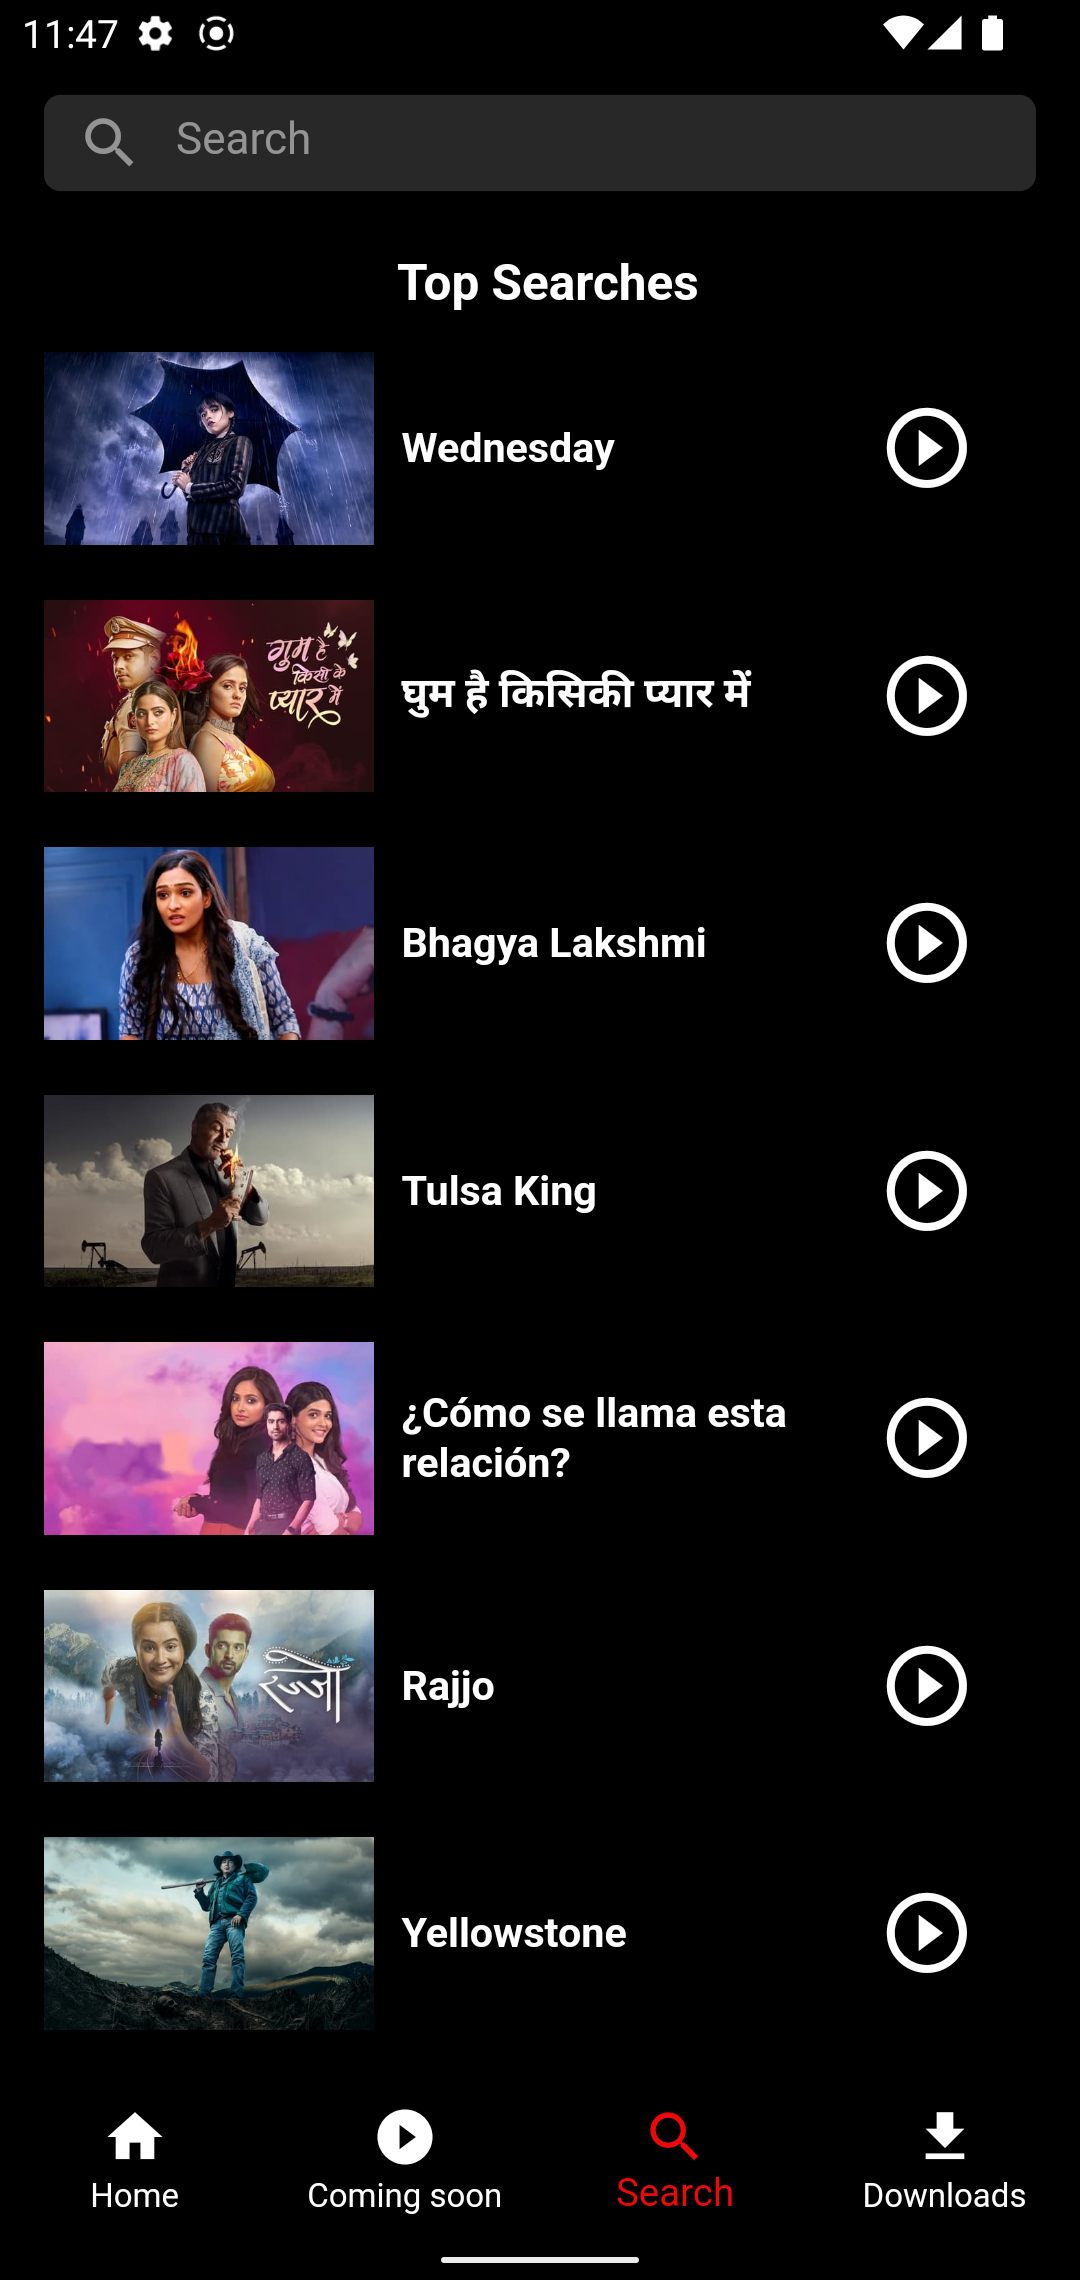 11:47
Search
Top Searches
Wednesday
गुम है
किसी के
प्यार में
घुम है किसिकी प्यार में
Bhagya Lakshmi
Tulsa King
¿Cómo se llama esta
relación?
रज्जो
Rajjo
Yellowstone
Home
Coming soon
Search
Downloads